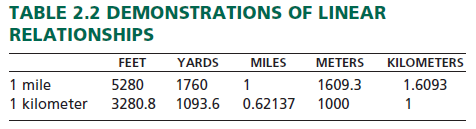 TABLE 2.2 DEMONSTRATIONS OF LINEAR
RELATIONSHIPS
FEET YARDS MILES METERS KILOMETERS
1 mile 5280 1760 1 1609.3 1.6093
1 kilometer 3280.8 1093.6 0.62137 1000 1